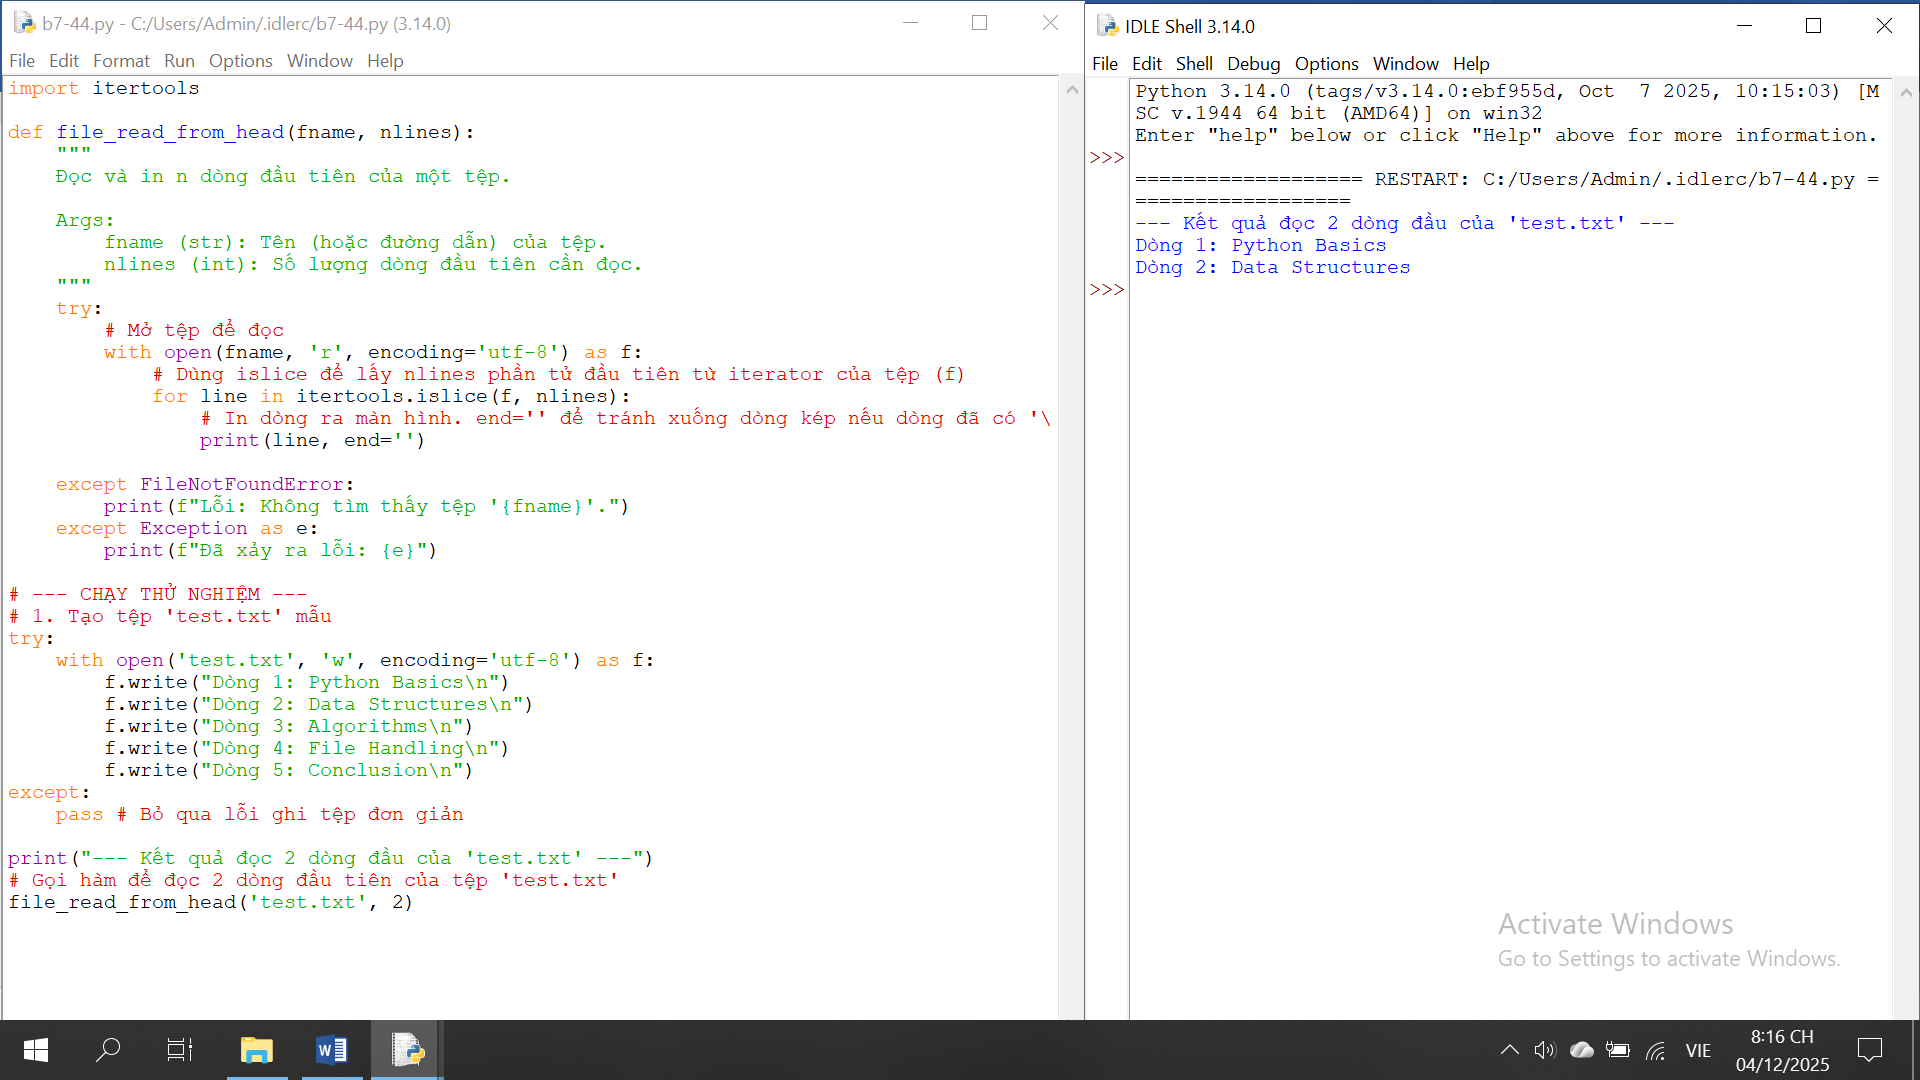 b7-44.py - C:/Users/Admin/.idlerc/b7-44.py (3.14.0)
File Edit Format Run Options Window Help
import itertools
def file_read_from_head(fname, nlines):
    """
    Đọc và in n dòng đầu tiên của một tệp.
    Args:
        fname (str): Tên (hoặc đường dẫn) của tệp.
        nlines (int): Số lượng dòng đầu tiên cần đọc.
    """
    try:
        # Mở tệp để đọc
        with open(fname, 'r', encoding='utf-8') as f:
            # Dùng islice để lấy nlines phần tử đầu tiên từ iterator của tệp (f)
            for line in itertools.islice(f, nlines):
                # In dòng ra màn hình. end='' để tránh xuống dòng kép nếu dòng đã có '\
                print(line, end='')
    except FileNotFoundError:
        print(f"Lỗi: Không tìm thấy tệp '{fname}'.")
    except Exception as e:
        print(f"Đã xảy ra lỗi: {e}")
# --- CHẠY THỬ NGHIỆM ---
# 1. Tạo tệp 'test.txt' mẫu
try:
    with open('test.txt', 'w', encoding='utf-8') as f:
        f.write("Dòng 1: Python Basics\n")
        f.write("Dòng 2: Data Structures\n")
        f.write("Dòng 3: Algorithms\n")
        f.write("Dòng 4: File Handling\n")
        f.write("Dòng 5: Conclusion\n")
except:
    pass # Bỏ qua lỗi ghi tệp đơn giản
print("--- Kết quả đọc 2 dòng đầu của 'test.txt' ---")
# Gọi hàm để đọc 2 dòng đầu tiên của tệp 'test.txt'
file_read_from_head('test.txt', 2)
IDLE Shell 3.14.0
File Edit Shell Debug Options Window Help
Python 3.14.0 (tags/v3.14.0:ebf955d, Oct  7 2025, 10:15:03) [M
SC v.1944 64 bit (AMD64)] on win32
Enter "help" below or click "Help" above for more information.
>>>
=================== RESTART: C:/Users/Admin/.idlerc/b7-44.py =
==================
--- Kết quả đọc 2 dòng đầu của 'test.txt' ---
Dòng 1: Python Basics
Dòng 2: Data Structures
>>>
Activate Windows
Go to Settings to activate Windows.
VIE
8:16 CH
04/12/2025